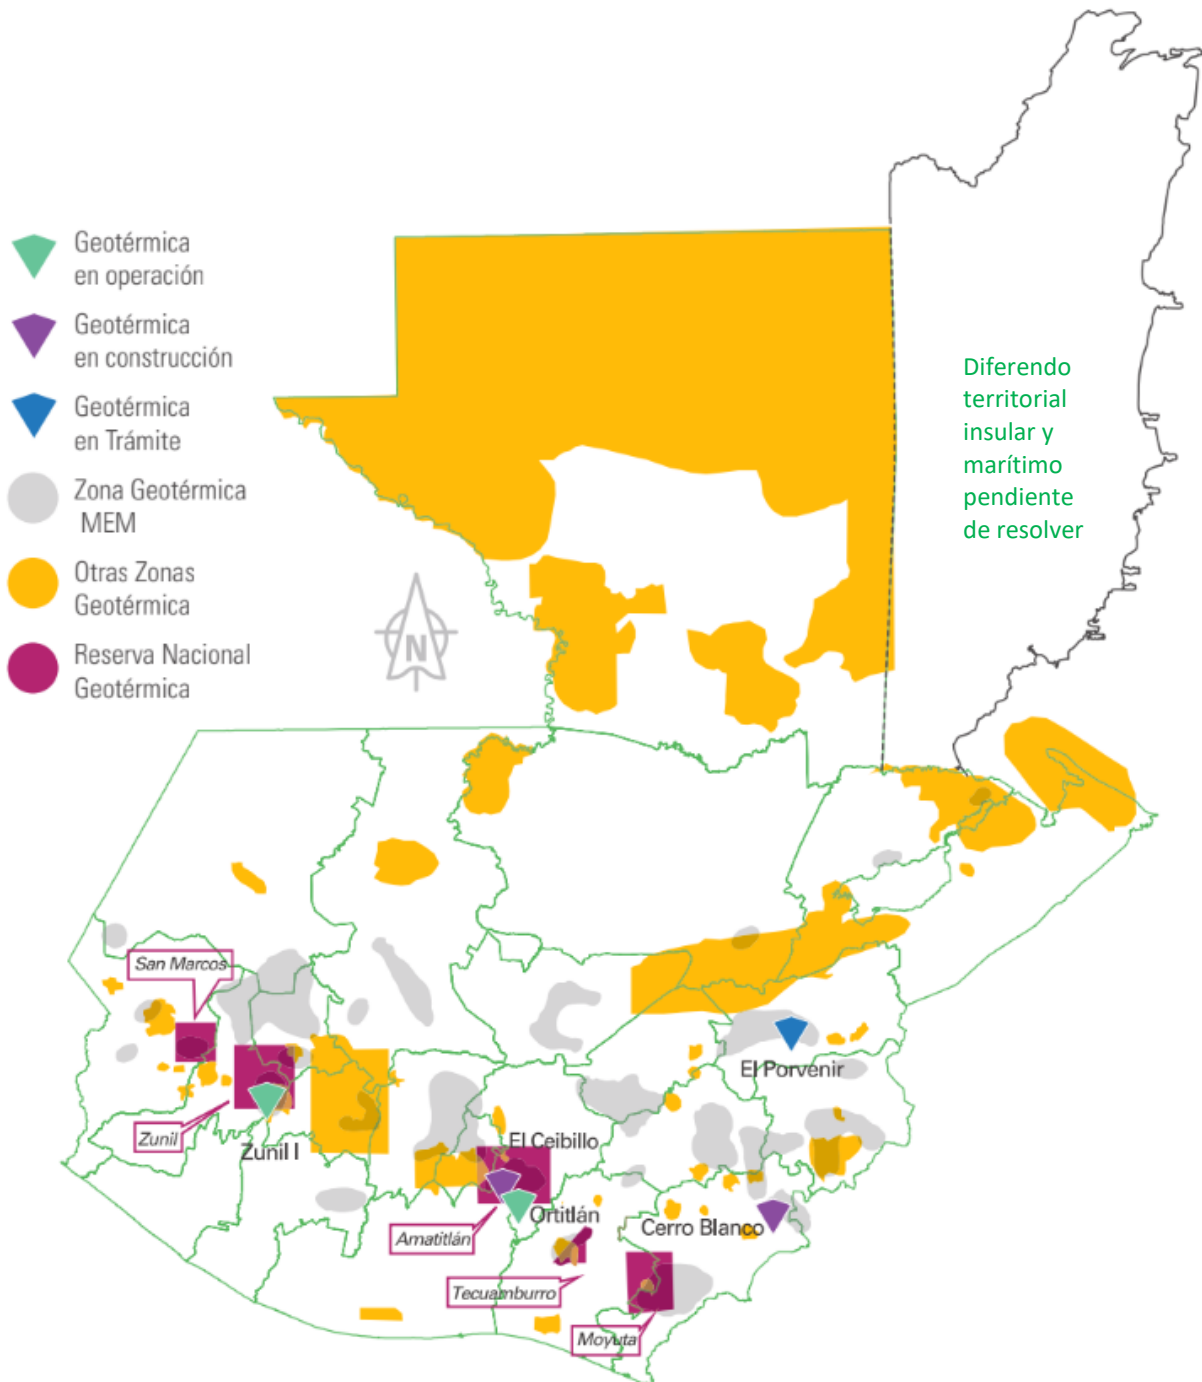 Geotérmica
en operación
Geotérmica
en construcción
Geotérmica
en Trámite
Zona Geotérmica
MEM
Otras Zonas
Geotérmica
Reserva Nacional
Geotérmica
N
Diferendo
territorial
insular y
marítimo
pendiente
de resolver
San Marcos
Zunil
Zunil I
El Porvenir
El Ceibillo
Ortitlán
Amatitlán
Cerro Blanco
Tecuamburro
Moyuta